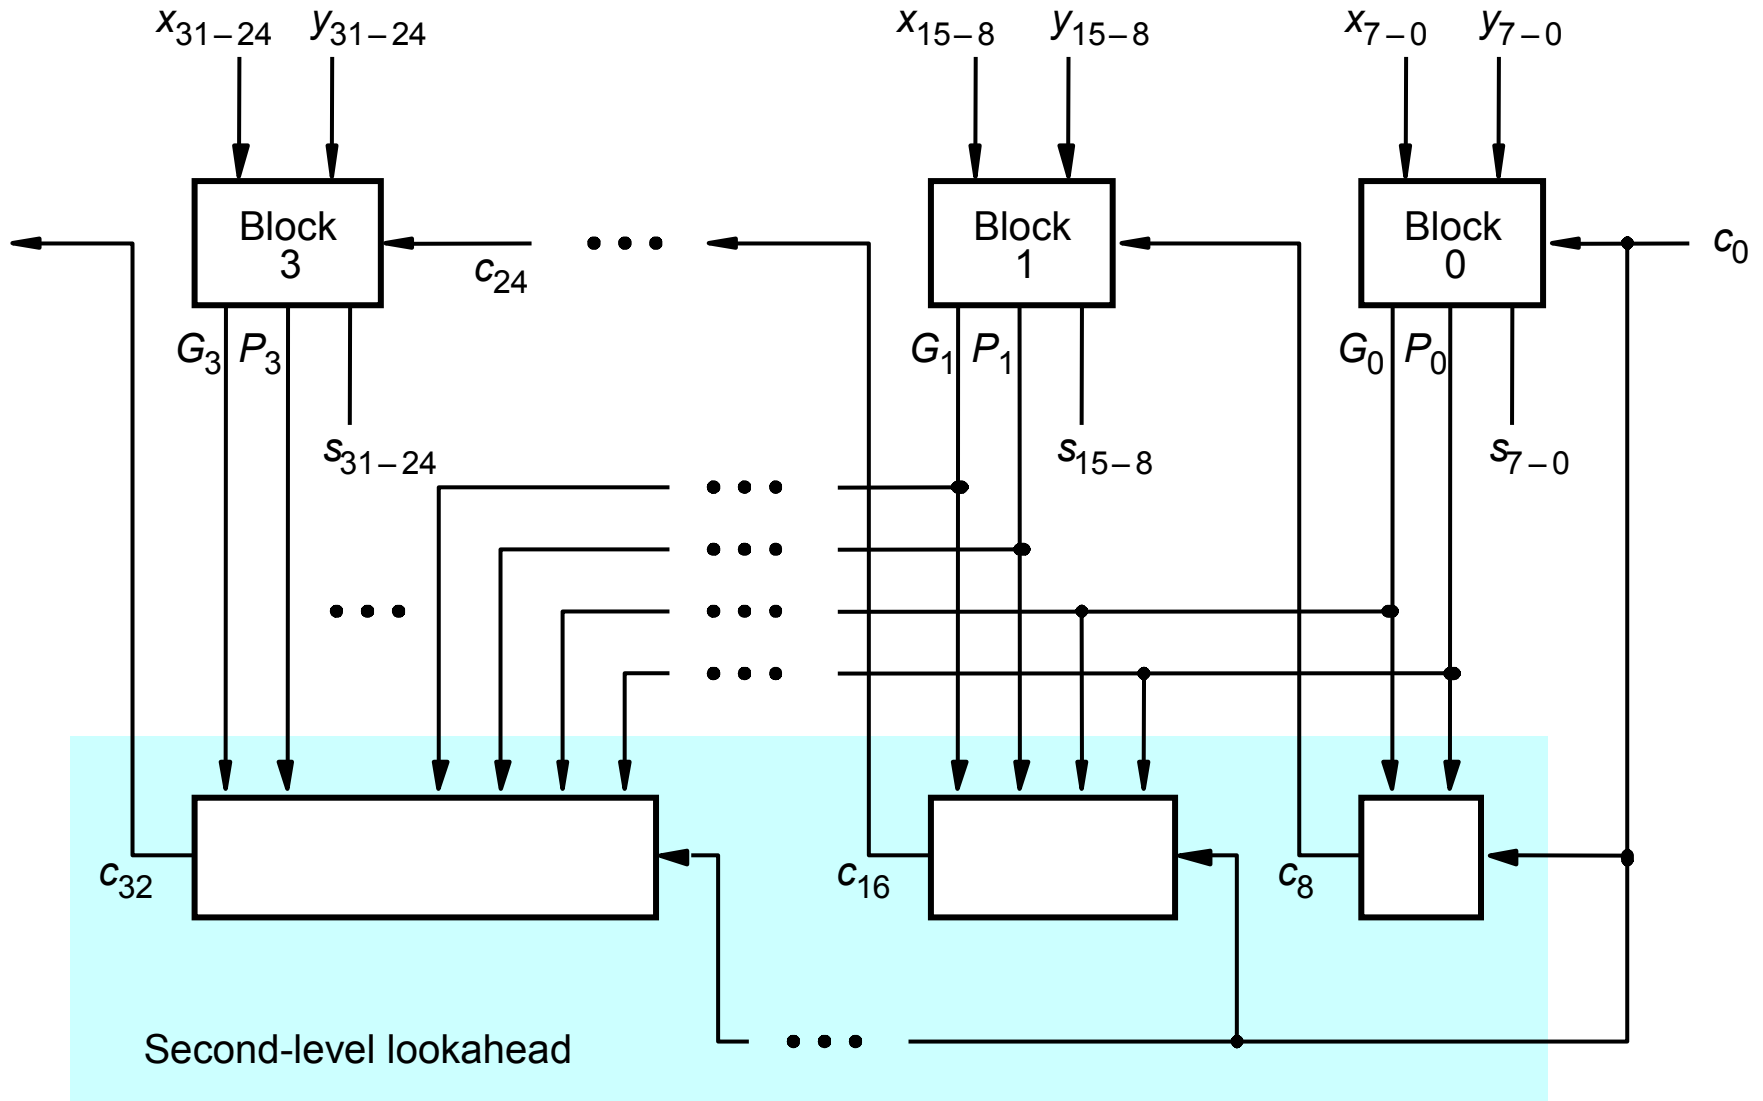 x31–24 y31–24 x15–8 y15–8 x7–0 y7–0
Block
3
Block
1
Block
0
c0
c24
G3 P3 G1 P1 G0 P0
s31–24 s15–8 s7–0
c32 c16 c8
Second-level lookahead